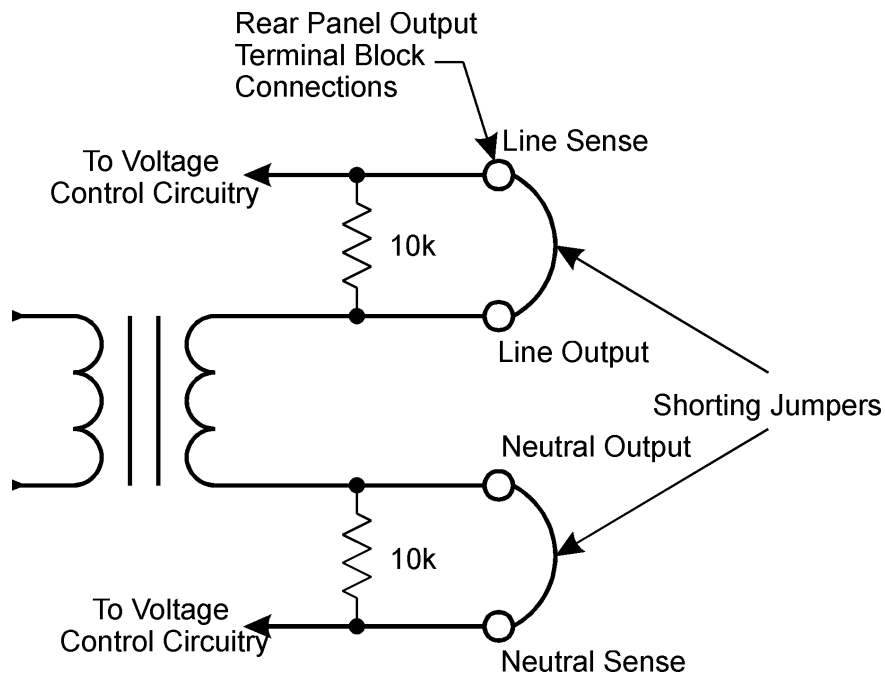 Rear Panel Output
Terminal Block
Connections
Line Sense
To Voltage
Control Circuitry
10k
Line Output
Shorting Jumpers
Neutral Output
10k
To Voltage
Control Circuitry
Neutral Sense